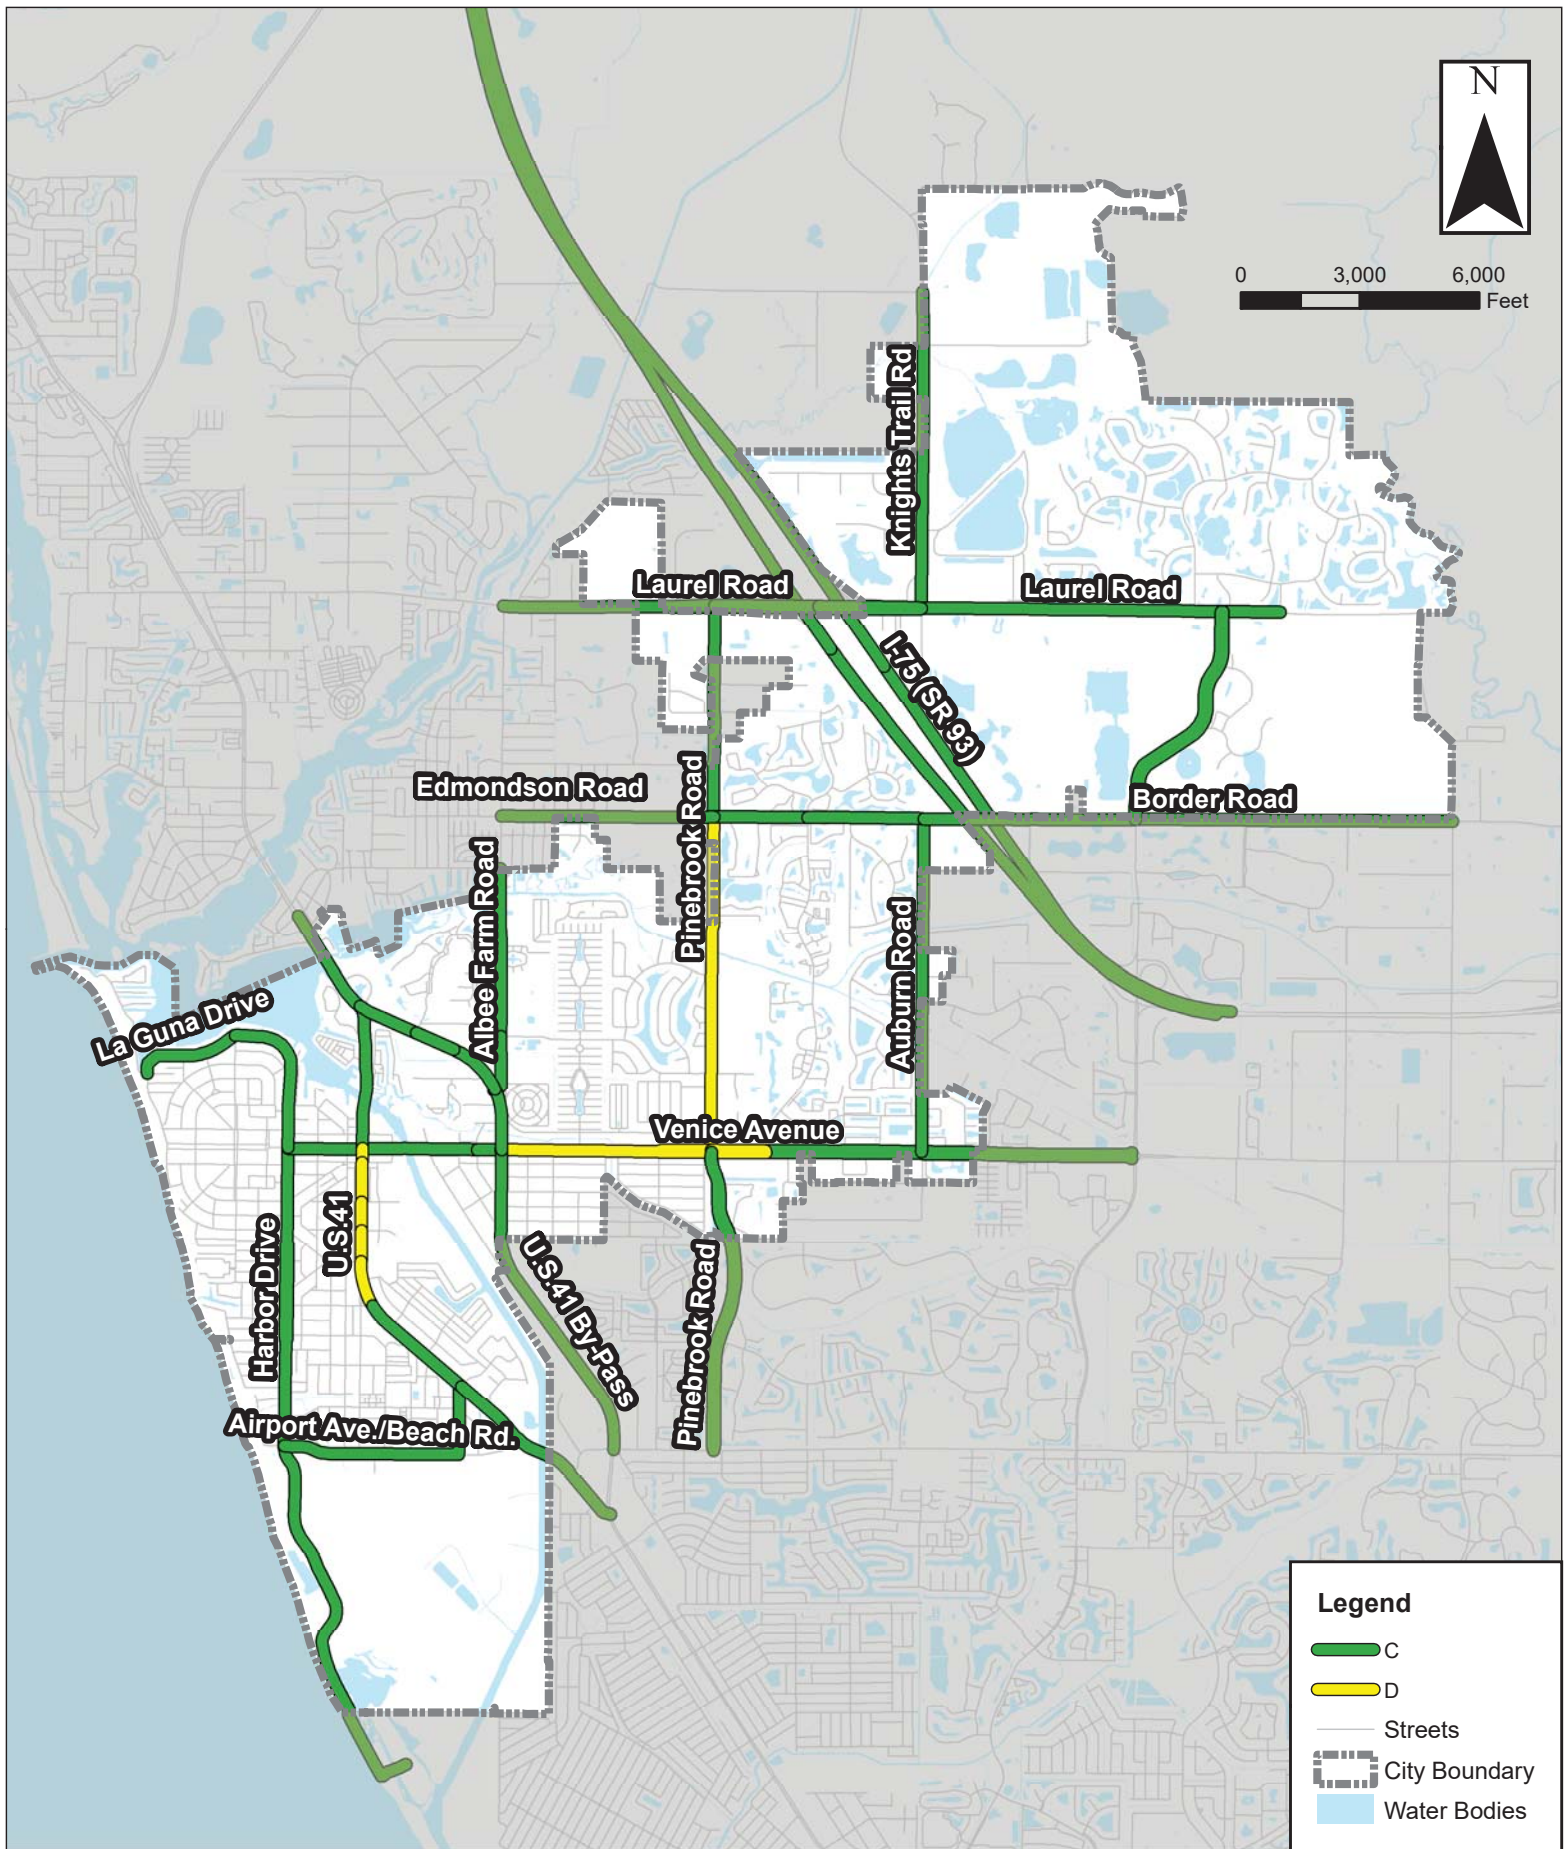 N
0 3,000 6,000
Feet
Knights Trail Rd
Laurel Road
Laurel Road
I-75 (SR 93)
Edmondson Road
Pinebrook Road
Border Road
Albee Farm Road
Auburn Road
La Guna Drive
Venice Avenue
U.S.41
Harbor Drive
U.S.41 By-Pass
Pinebrook Road
Airport Ave./Beach Rd.
Legend
C
D
Streets
City Boundary
Water Bodies